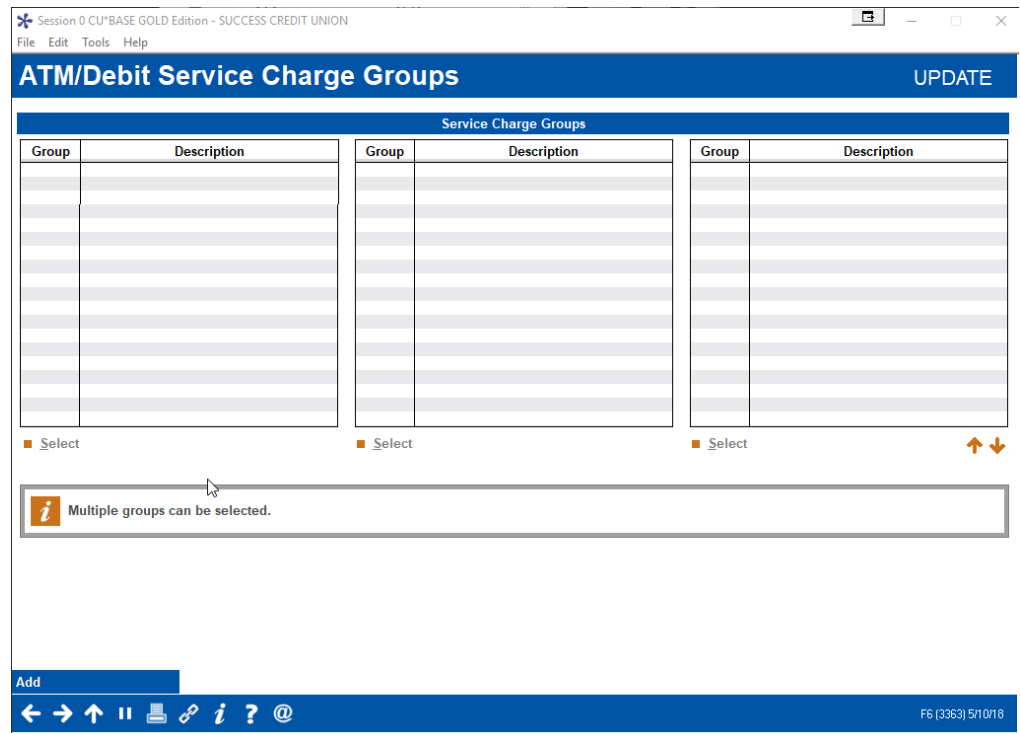 Session 0 CU*BASE GOLD Edition - SUCCESS CREDIT UNION
File Edit Tools Help
ATM/Debit Service Charge Groups UPDATE
Service Charge Groups
Group Description Group Description Group Description
Select Select Select
i Multiple groups can be selected.
Add
i ? @ F6 (3363) 5/10/18